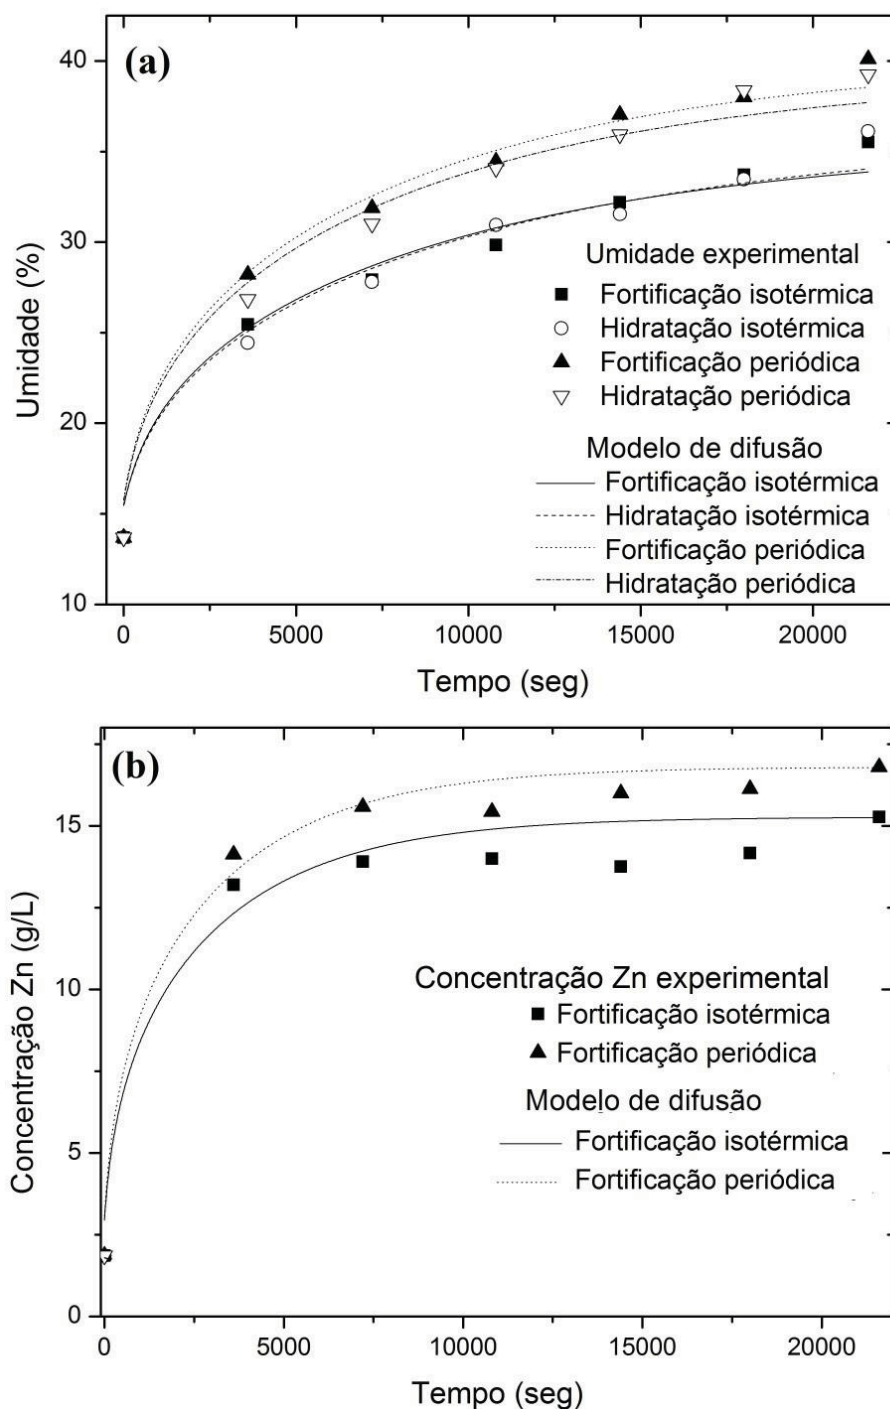 (a)
40
30
20
10
Umidade (%)
Umidade experimental
Fortificação isotérmica
Hidratação isotérmica
Fortificação periódica
Hidratação periódica
Modelo de difusão
Fortificação isotérmica
Hidratação isotérmica
Fortificação periódica
Hidratação periódica
0 5000 10000 15000 20000
Tempo (seg)
(b)
15
10
5
0
Concentração Zn (g/L)
Concentração Zn experimental
Fortificação isotérmica
Fortificação periódica
Modelo de difusão
Fortificação isotérmica
Fortificação periódica
0 5000 10000 15000 20000
Tempo (seg)